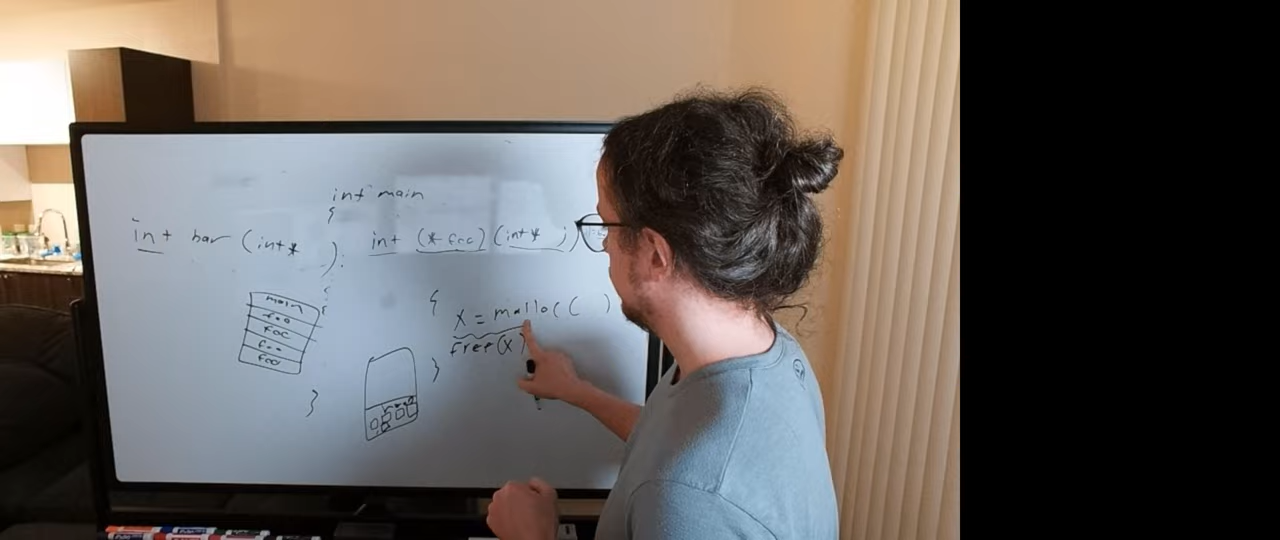 int main
{
int bar (int* ).
int (*foo) (int* )
{
{
x = malloc( )
free(x)
}
}
main
foo
foo
foo
foo